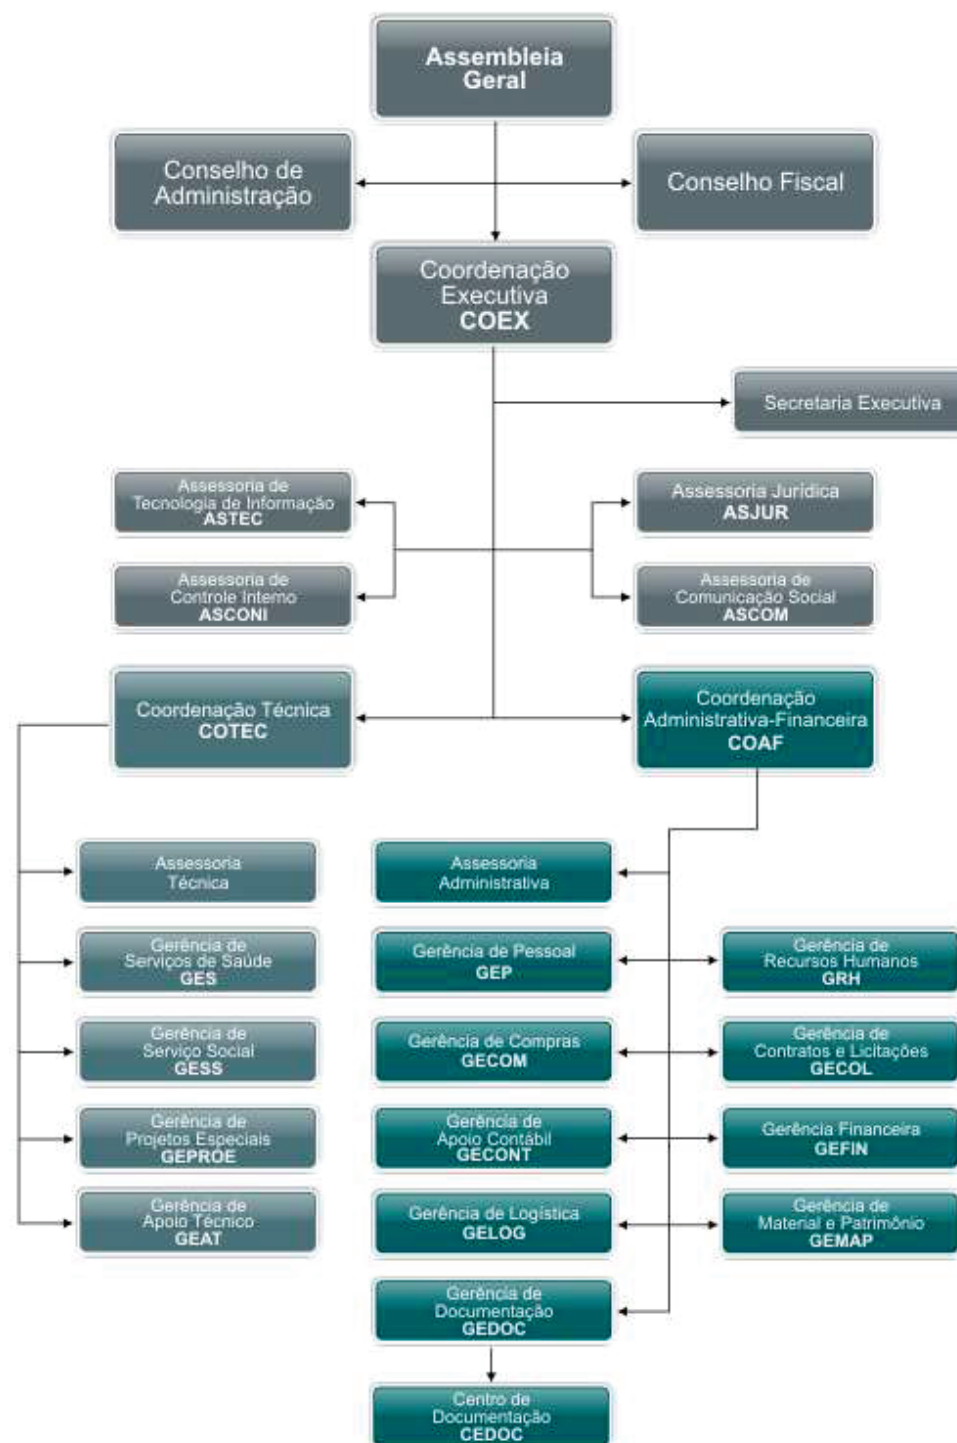 Assembleia
Geral
Conselho de
Administração
Conselho Fiscal
Coordenação
Executiva
COEX
Secretaria Executiva
Assessoria de
Tecnologia de Informação
ASTEC
Assessoria Jurídica
ASJUR
Assessoria de
Controle Interno
ASCONI
Assessoria de
Comunicação Social
ASCOM
Coordenação Técnica
COTEC
Coordenação
Administrativa-Financeira
COAF
Assessoria
Técnica
Assessoria
Administrativa
Gerência de
Serviços de Saúde
GES
Gerência de Pessoal
GEP
Gerência de
Recursos Humanos
GRH
Gerência de
Serviço Social
GESS
Gerência de Compras
GECOM
Gerência de
Contratos e Licitações
GECOL
Gerência de
Projetos Especiais
GEPROE
Gerência de
Apoio Contábil
GECONT
Gerência Financeira
GEFIN
Gerência de
Apoio Técnico
GEAT
Gerência de Logística
GELOG
Gerência de
Material e Patrimônio
GEMAP
Gerência de
Documentação
GEDOC
Centro de
Documentação
CEDOC